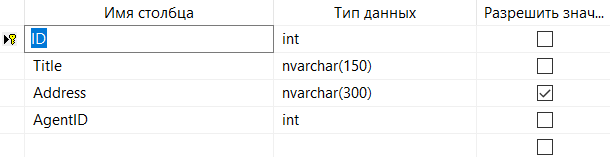 Имя столбца Тип данных Разрешить знач...
ID int
Title nvarchar(150)
Address nvarchar(300)
AgentID int